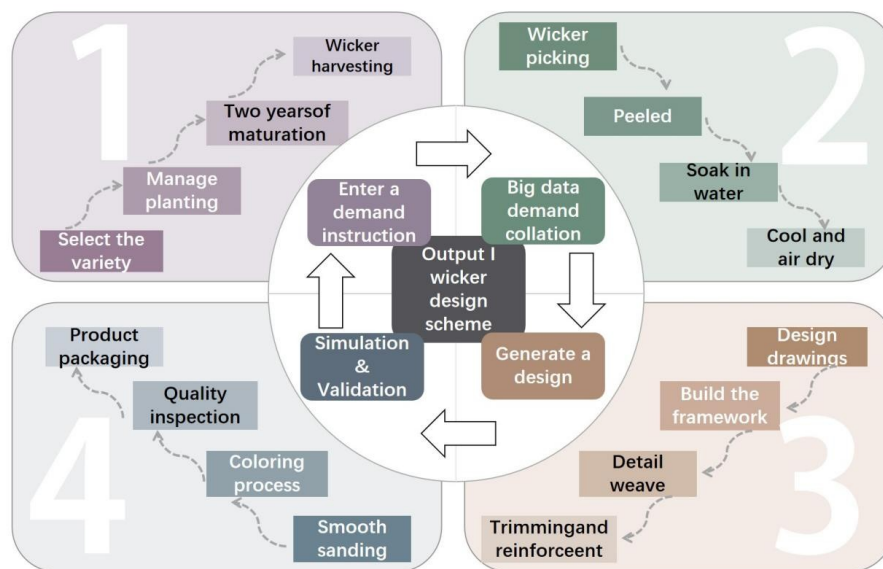 1
Wicker
harvesting
Two yearsof
maturation
Manage
planting
Select the
variety
2
Wicker
picking
Peeled
Soak in
water
Cool and
air dry
Enter a
demand
instruction
Big data
demand
collation
Output I
wicker
design
scheme
Simulation
&
Validation
Generate a
design
3
Design
drawings
Build the
framework
Detail
weave
Trimmingand
reinforceent
4
Product
packaging
Quality
inspection
Coloring
process
Smooth
sanding